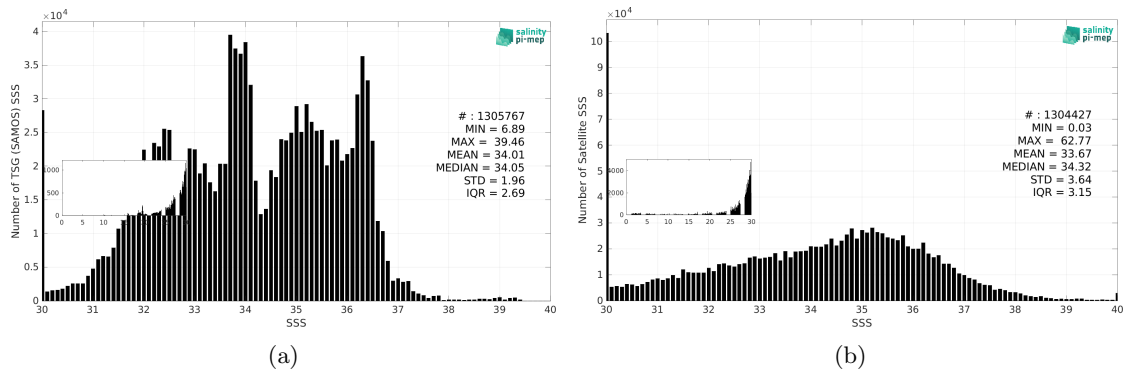 ×10⁴
salinity
pi-mep
Number of TSG (SAMOS) SSS
4
3.5
3
2.5
2
1.5
1
0.5
0
# : 1305767
MIN = 6.89
MAX = 39.46
MEAN = 34.01
MEDIAN = 34.05
STD = 1.96
IQR = 2.69
1000
500
0
0 5 10
30 31 32 33 34 35 36 37 38 39 40
SSS
(a)
×10⁴
salinity
pi-mep
Number of Satellite SSS
10
9
8
7
6
5
4
3
2
1
0
# : 1304427
MIN = 0.03
MAX = 62.77
MEAN = 33.67
MEDIAN = 34.32
STD = 3.64
IQR = 3.15
4000
2000
0
0 5 10 15 20 25 30
30 31 32 33 34 35 36 37 38 39 40
SSS
(b)